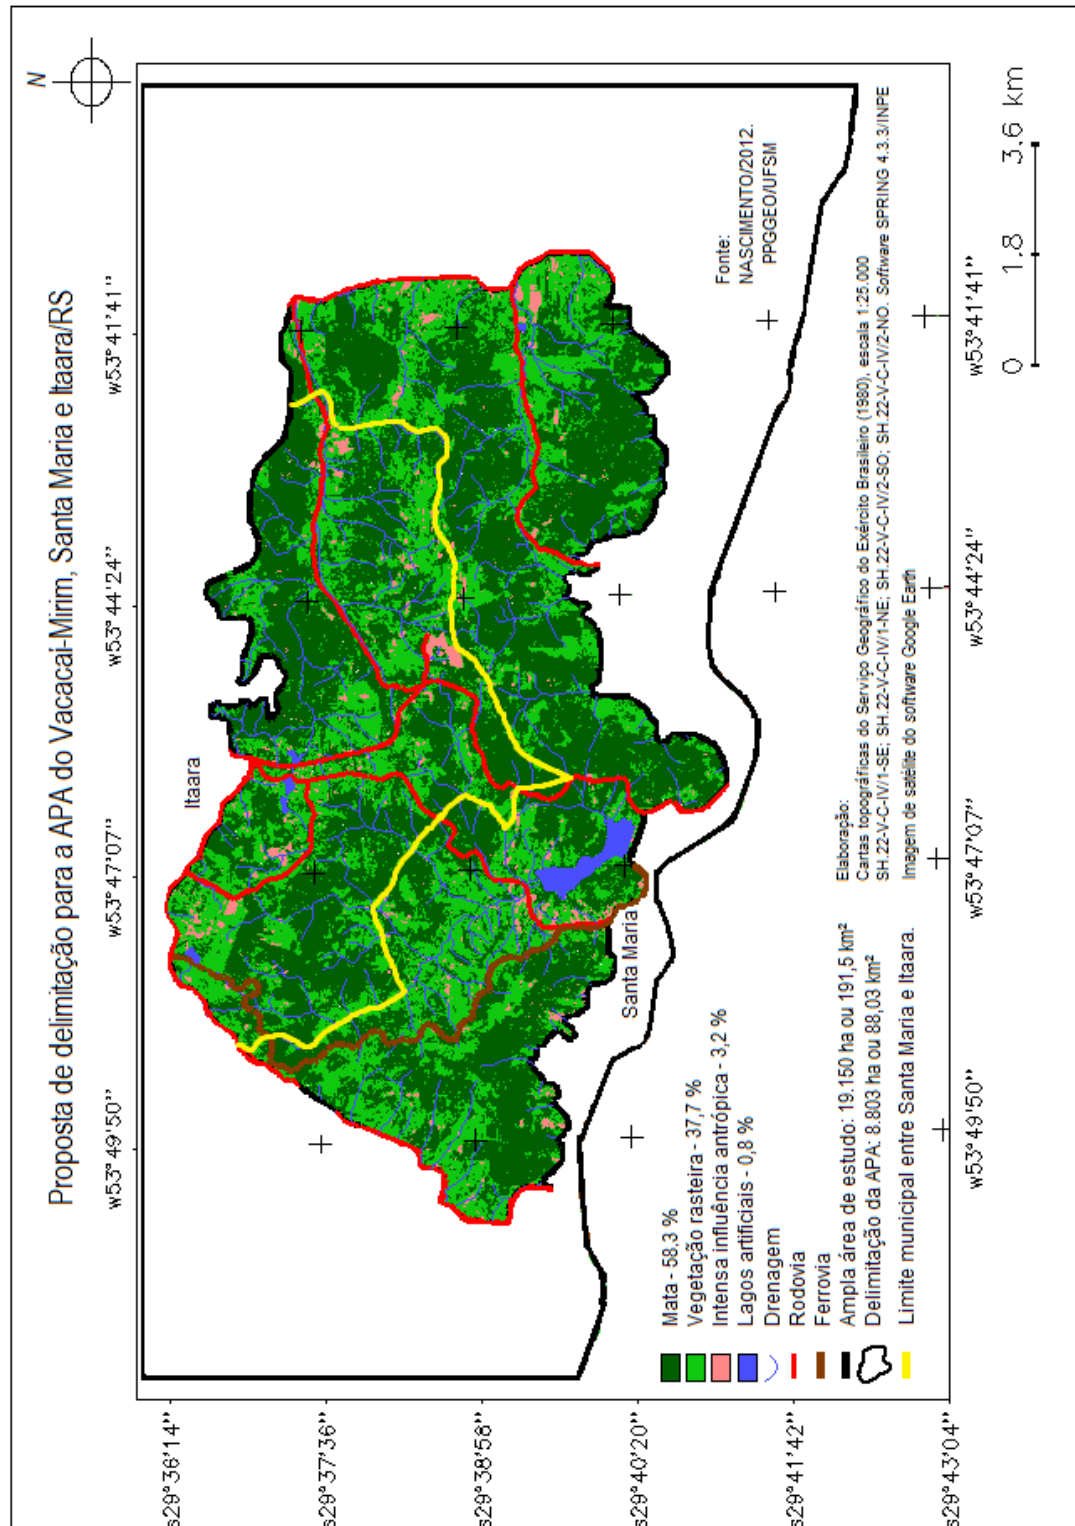 Proposta de delimitação para a APA do Vacacaí-Mirim, Santa Maria e Itaara/RS
N
w53°49'50'' w53°47'07'' w53°44'24'' w53°41'41''
s29°36'14''
s29°37'36''
s29°38'58''
s29°40'20''
s29°41'42''
s29°43'04''
Itaara
Santa Maria
Fonte:
NASCIMENTO/2012.
PPGGEO/UFSM
Mata - 58,3 %
Vegetação rasteira - 37,7 %
Intensa influência antrópica - 3,2 %
Lagos artificiais - 0,8 %
Drenagem
Rodovia
Ferrovia
Ampla área de estudo: 19.150 ha ou 191,5 km²
Delimitação da APA: 8.803 ha ou 88,03 km²
Limite municipal entre Santa Maria e Itaara.
Elaboração:
Cartas topográficas do Serviço Geográfico do Exército Brasileiro (1980), escala 1:25.000
SH.22-V-C-IV/1-SE, SH.22-V-C-IV/1-NE; SH.22-V-C-IV/2-SO; SH.22-V-C-IV/2-NO. Software SPRING 4.3.3/INPE
Imagem de satélite do software Google Earth
w53°49'50'' w53°47'07'' w53°44'24'' w53°41'41''
0 1.8 3.6 km